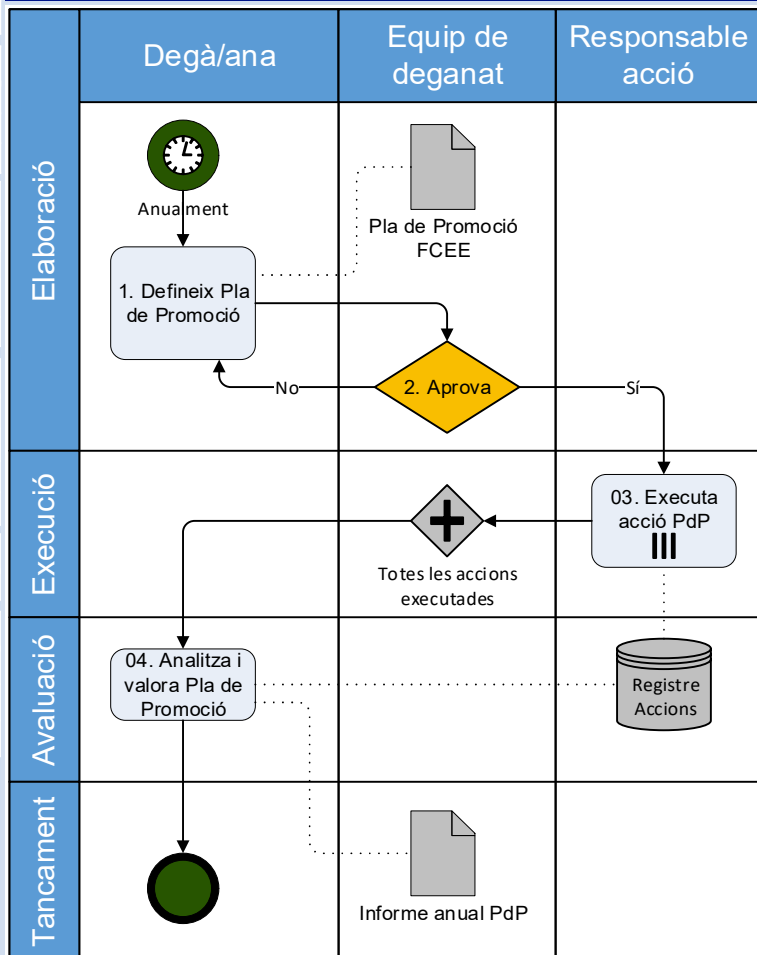 Degà/ana
Equip de
deganat
Responsable
acció
Elaboració
Anualment
Pla de Promoció
FCEE
1. Defineix Pla
de Promoció
2. Aprova
No
Sí
Execució
03. Executa
acció PdP
Totes les accions
executades
Avaluació
04. Analitza i
valora Pla de
Promoció
Registre
Accions
Tancament
Informe anual PdP